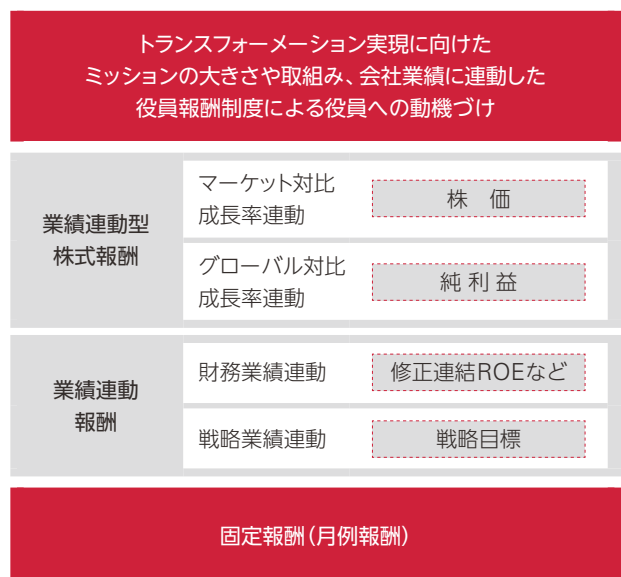 トランスフォーメーション実現に向けた
ミッションの大きさや取組み、会社業績に連動した
役員報酬制度による役員への動機づけ
業績連動型
株式報酬
マーケット対比
成長率連動
株　価
グローバル対比
成長率連動
純利益
業績連動
報酬
財務業績連動
修正連結ROEなど
戦略業績連動
戦略目標
固定報酬（月例報酬）